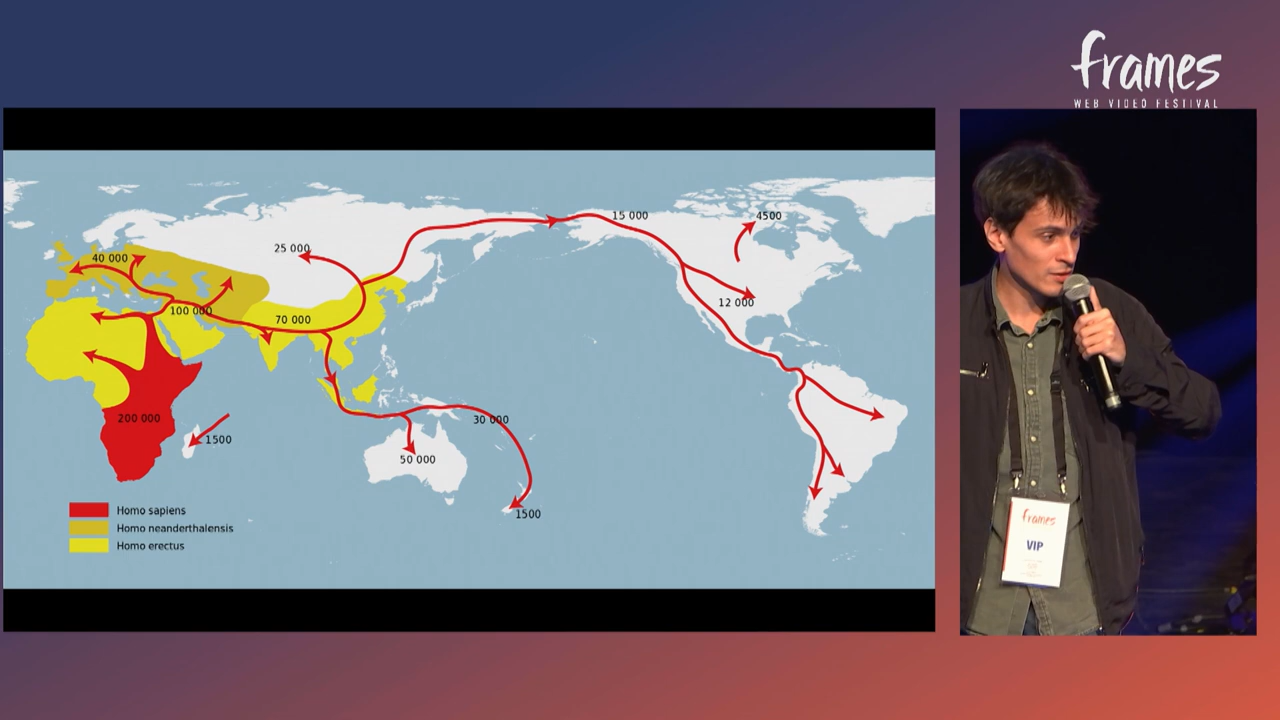 frames
WEB VIDEO FESTIVAL
15 000
4500
25 000
40 000
12 000
100 000
70 000
200 000
30 000
1500
50 000
1500
Homo sapiens
Homo neanderthalensis
Homo erectus
frames
VIP